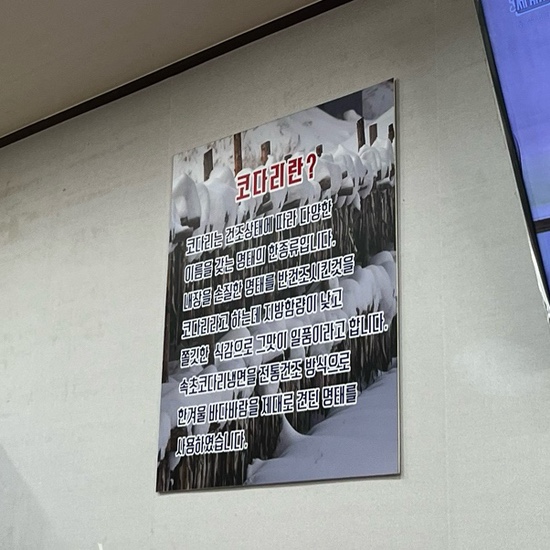 코다리란?
코다리는 건조상태에 따라 다양한
이름을 갖는 명태의 한종류입니다.
내장을 손질한 명태를 반건조시킨것을
코다리라고 하는데 지방함량이 낮고
쫄깃한 식감으로 그맛이 일품이라고 합니다.
속초코다리냉면을 전통건조 방식으로
한겨울 바다바람을 제대로 견딘 명태를
사용하였습니다.